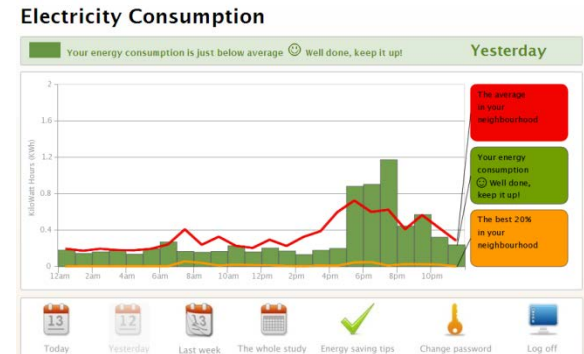 Electricity Consumption
Your energy consumption is just below average ☺ Well done, keep it up!
Yesterday
KiloWatt Hours (KWh)
2
1.6
1.2
0.8
0.4
0
12am 2am 4am 6am 8am 10am 12pm 2pm 4pm 6pm 8pm 10pm
The average
in your
neighbourhood
Your energy
consumption
☺ Well done,
keep it up!
The best 20%
in your
neighbourhood
13 12 13
Today Yesterday Last week The whole study Energy saving tips Change password Log off